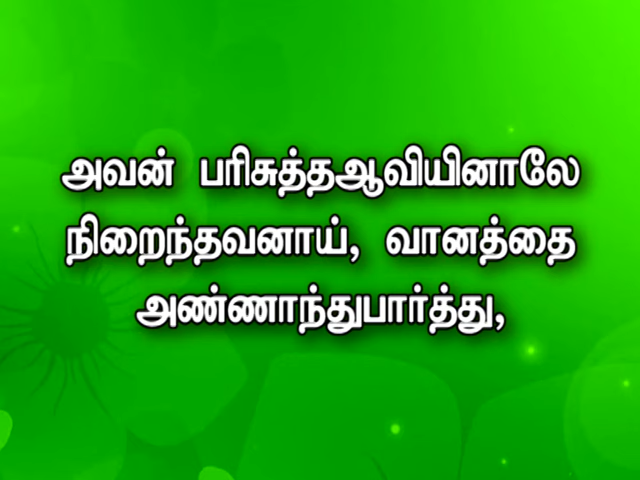 அவன் பரிசுத்தஆவியினாலே
நிறைந்தவனாய், வானத்தை
அண்ணாந்துபார்த்து,